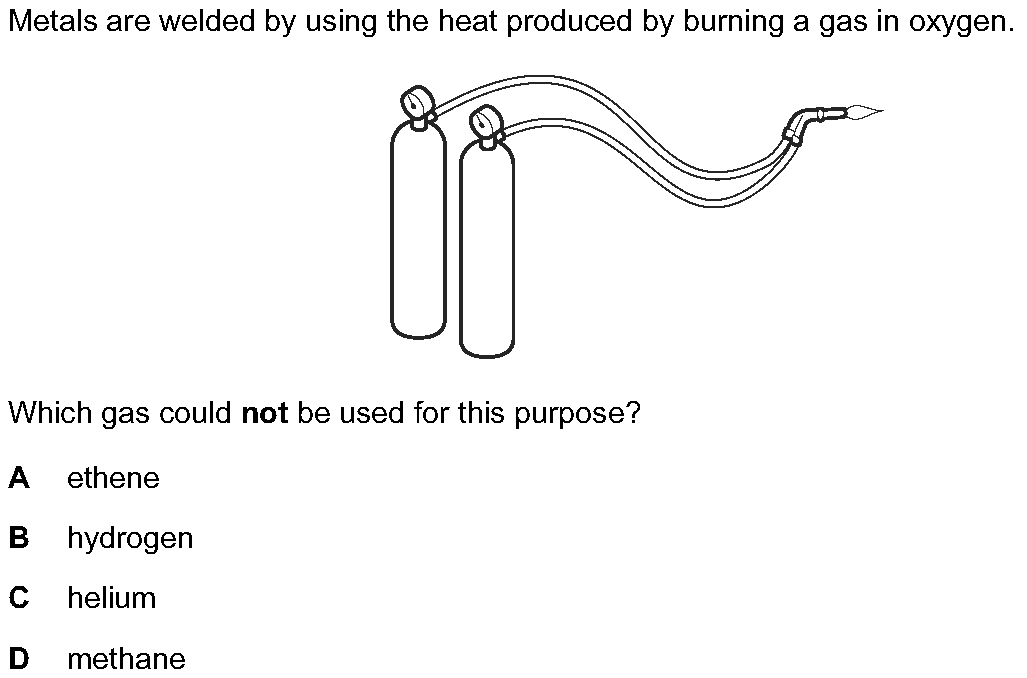 Metals are welded by using the heat produced by burning a gas in oxygen.
Which gas could not be used for this purpose?
A ethene
B hydrogen
C helium
D methane